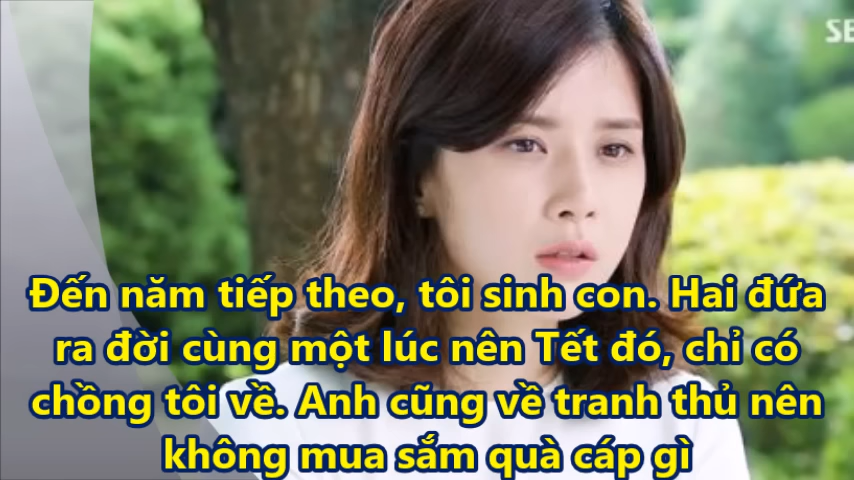 SB
Đến năm tiếp theo, tôi sinh con. Hai đứa
ra đời cùng một lúc nên Tết đó, chỉ có
chồng tôi về. Anh cũng về tranh thủ nên
không mua sắm quà cáp gì